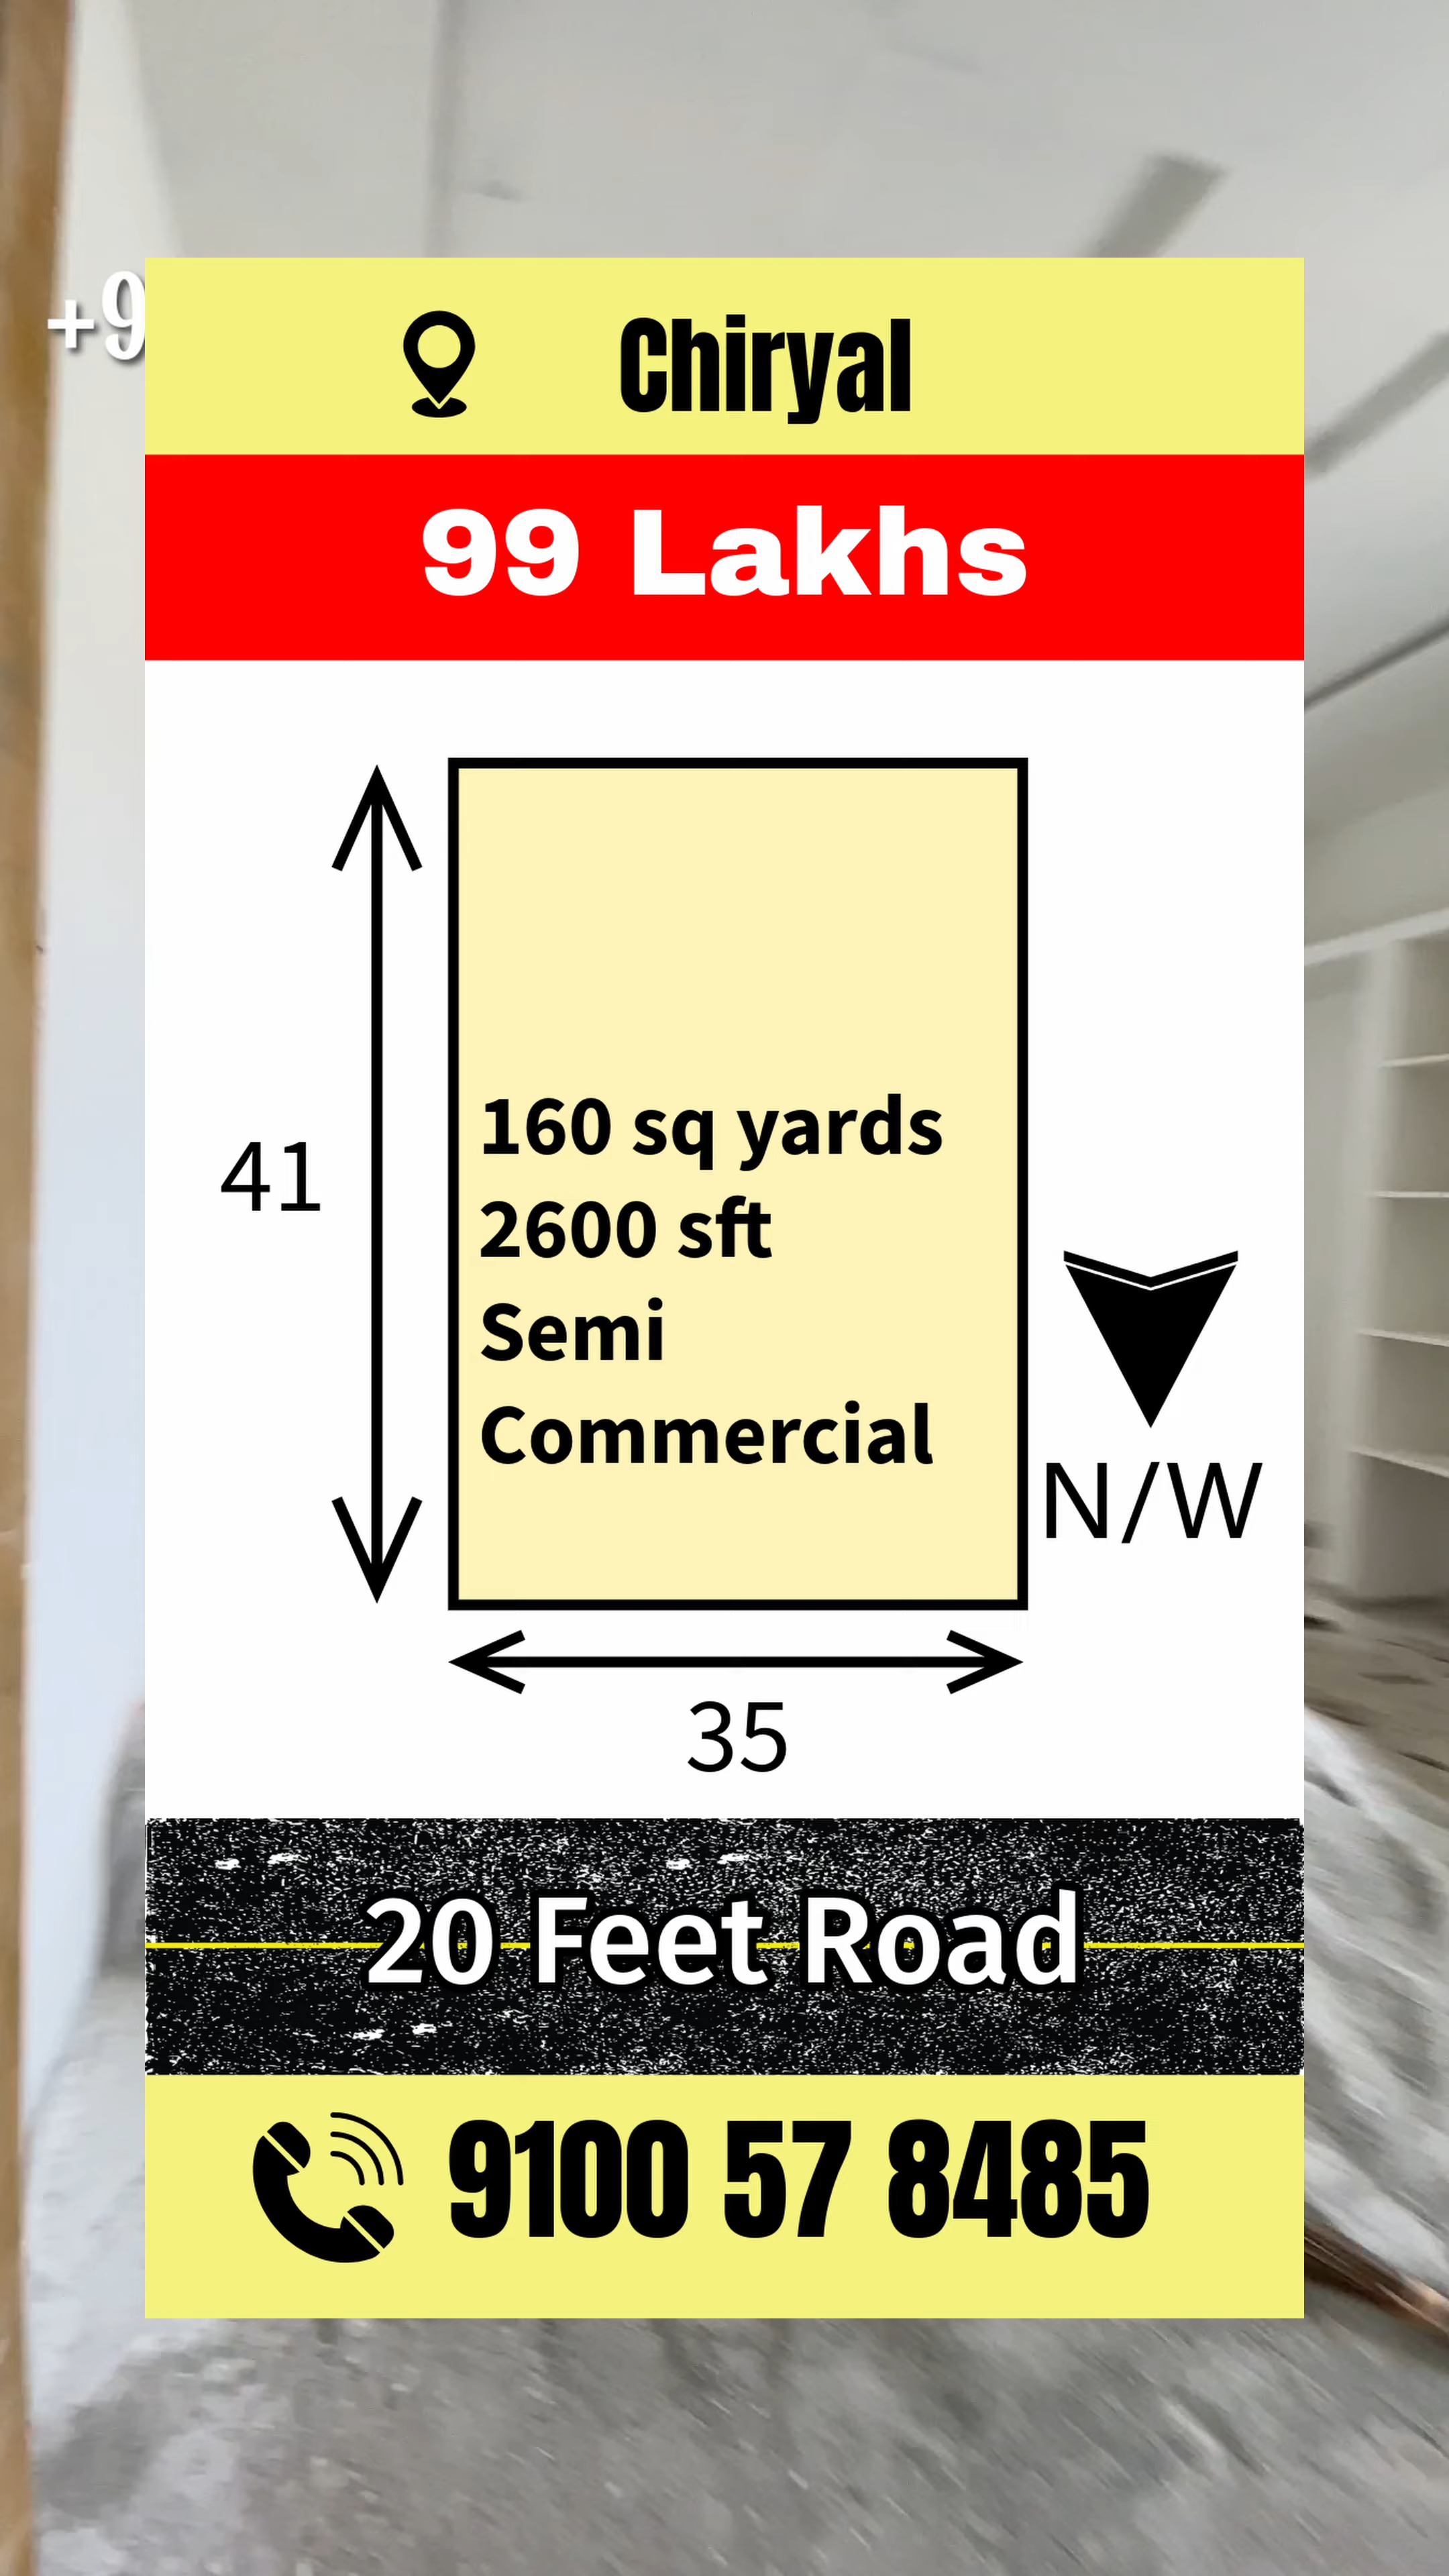 +9
Chiryal
99 Lakhs
160 sq yards
2600 sft
Semi
Commercial
41
N/W
35
20 Feet Road
9100 57 8485